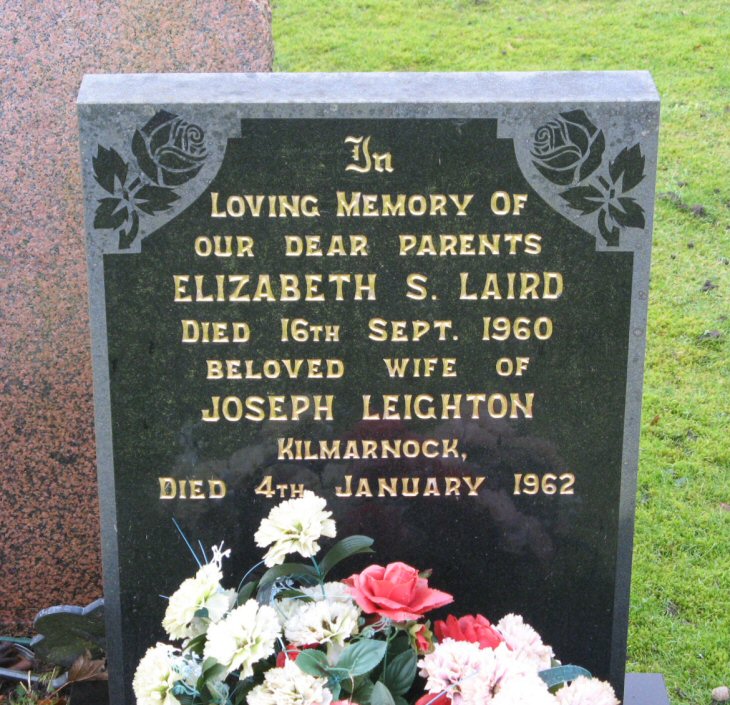 In
LOVING MEMORY OF
OUR DEAR PARENTS
ELIZABETH S. LAIRD
DIED 16TH SEPT. 1960
BELOVED WIFE OF
JOSEPH LEIGHTON
KILMARNOCK,
DIED 4TH JANUARY 1962